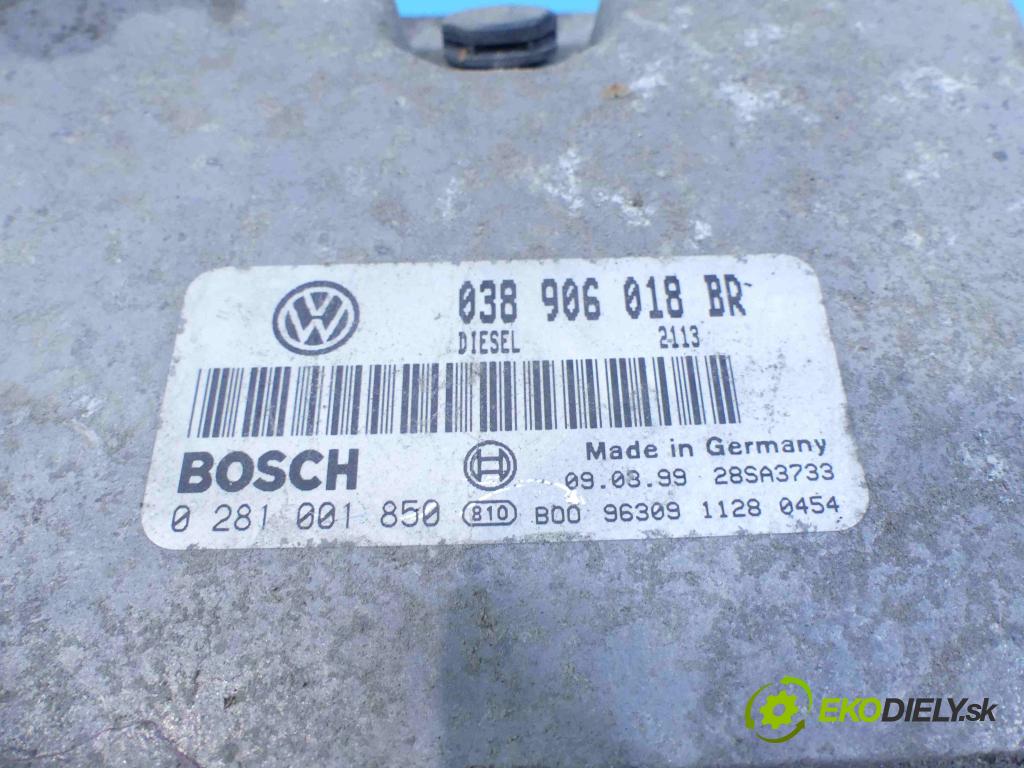 038 906 018 BR
DIESEL 2113
BOSCH
Made in Germany
09.03.99 28SA3733
0 281 001 850 810 B00 96309 1128 0454
EKODIELY.sk